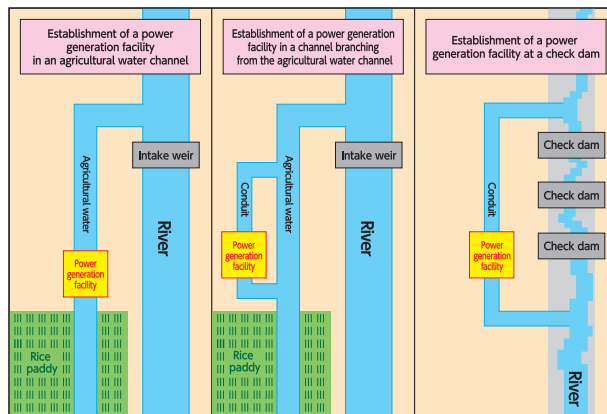 Establishment of a power
generation facility
in an agricultural water channel
Agricultural water
Intake weir
River
Power
generation
facility
Rice
paddy
Establishment of a power generation
facility in a channel branching
from the agricultural water channel
Conduit
Agricultural water
Intake weir
River
Power
generation
facility
Rice
paddy
Establishment of a power
generation facility at a check dam
Check dam
Check dam
Check dam
Conduit
Power
generation
facility
River